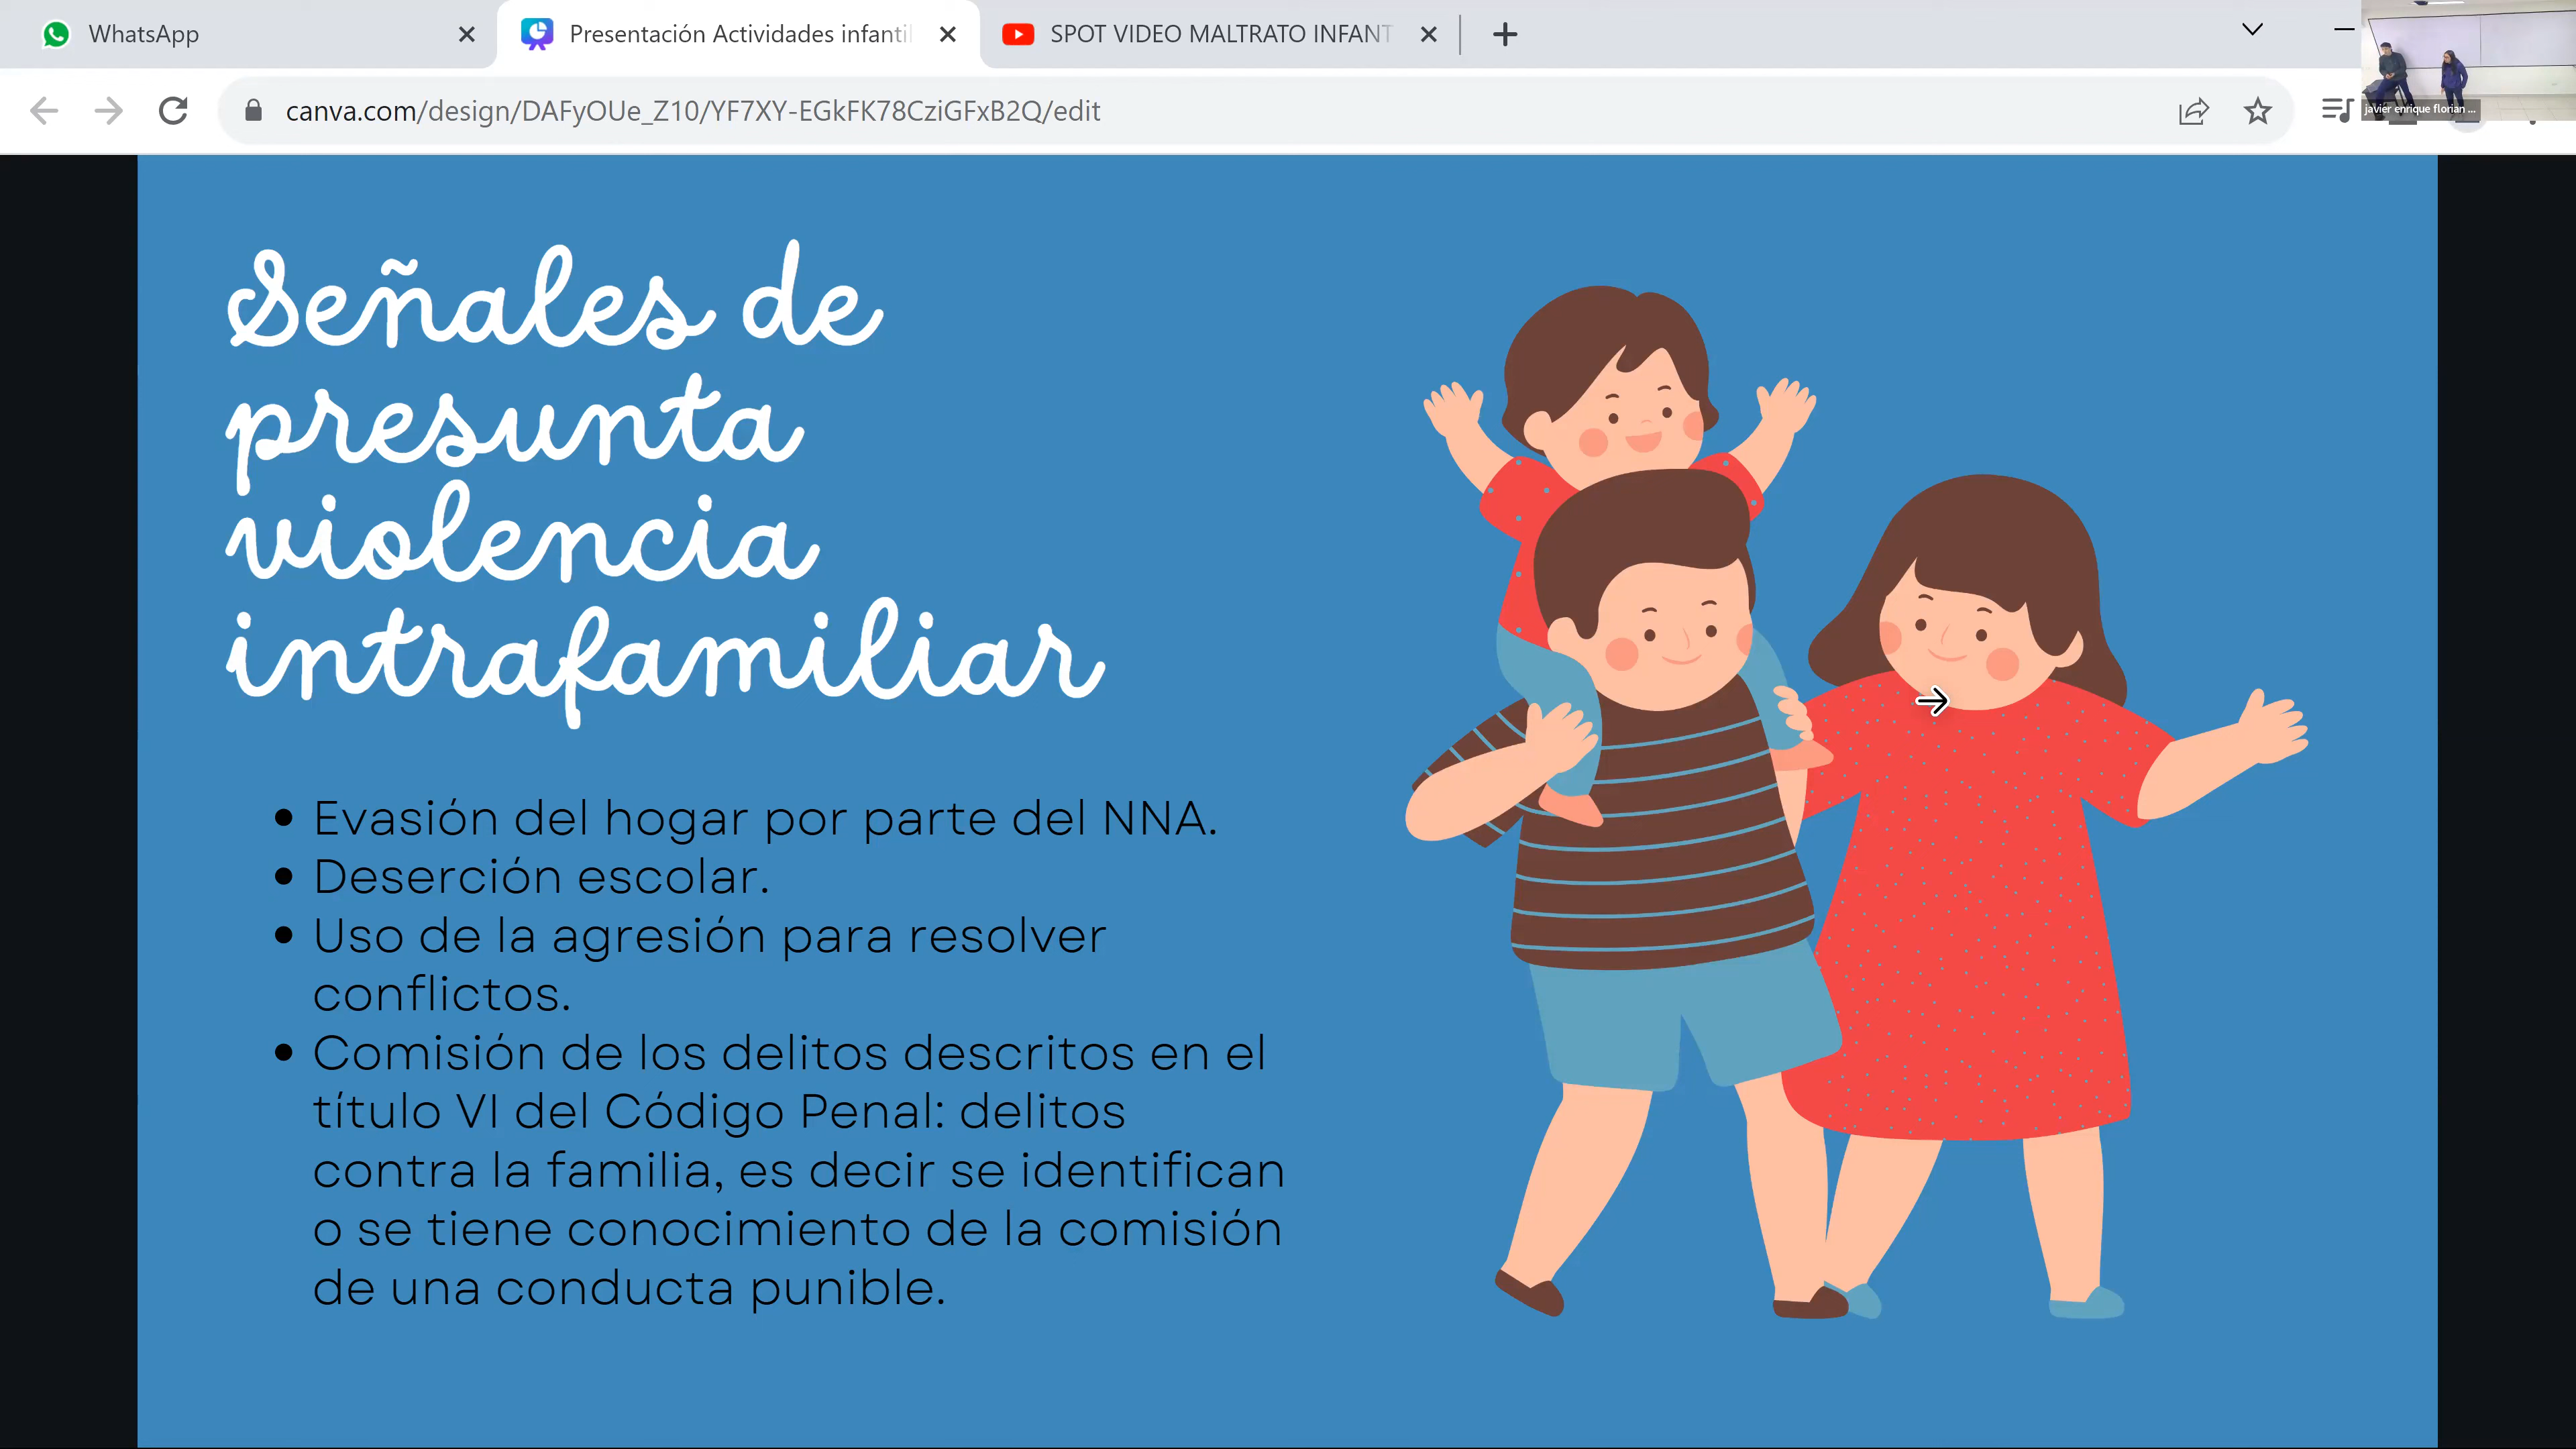 WhatsApp
Presentación Actividades infantil
SPOT VIDEO MALTRATO INFANT
canva.com/design/DAFyOUe_Z10/YF7XY-EGkFK78CziGFxB2Q/edit
javier enrique florian ...
Señales de
presunta
violencia
intrafamiliar
• Evasión del hogar por parte del NNA.
• Deserción escolar.
• Uso de la agresión para resolver
conflictos.
• Comisión de los delitos descritos en el
título VI del Código Penal: delitos
contra la familia, es decir se identifican
o se tiene conocimiento de la comisión
de una conducta punible.